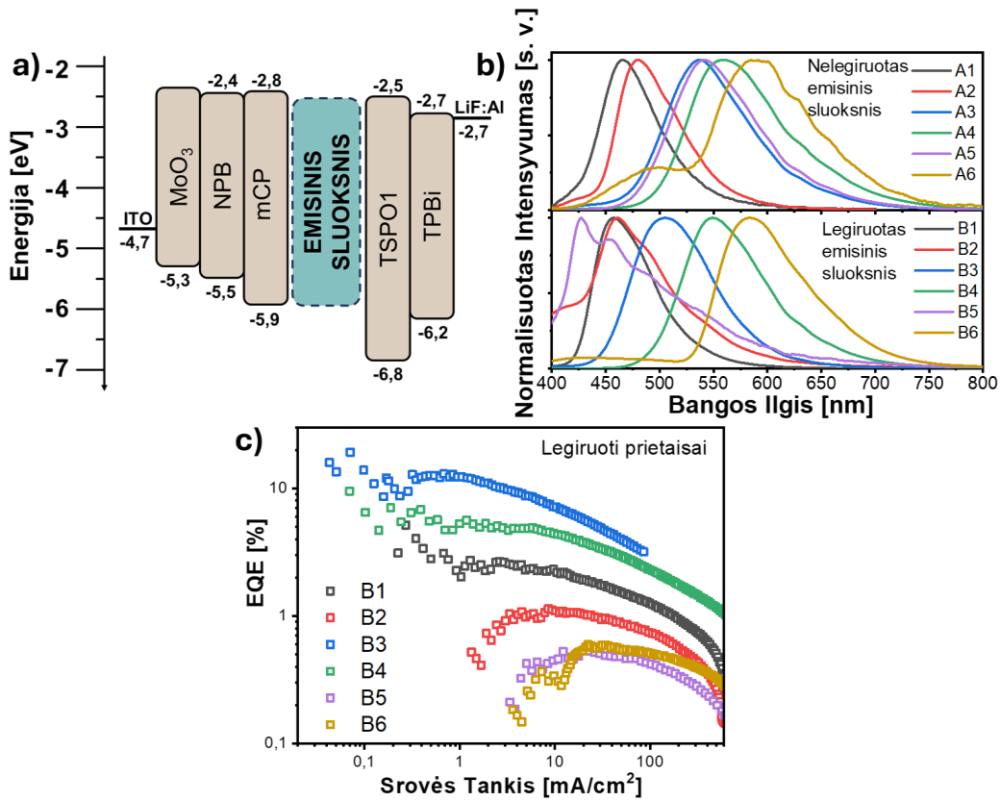 a)
Energija [eV]
-2
-3
-4
-5
-6
-7
ITO
-4,7
MoO3
-5,3
-2,4
NPB
-5,5
-2,8
mCP
-5,9
EMISINIS
SLUOKSNIS
-2,5
TSPO1
-6,8
-2,7
TPBi
-6,2
LiF:Al
-2,7
b)
Normalisuotas Intensyvumas [s. v.]
Nelegiruotas
emisinis
sluoksnis
A1
A2
A3
A4
A5
A6
Legiruotas
emisinis
sluoksnis
B1
B2
B3
B4
B5
B6
400 450 500 550 600 650 700 750 800
Bangos Ilgis [nm]
c)
Legiruoti prietaisai
EQE [%]
10
1
0,1
B1
B2
B3
B4
B5
B6
0,1 1 10 100
Srovės Tankis [mA/cm²]